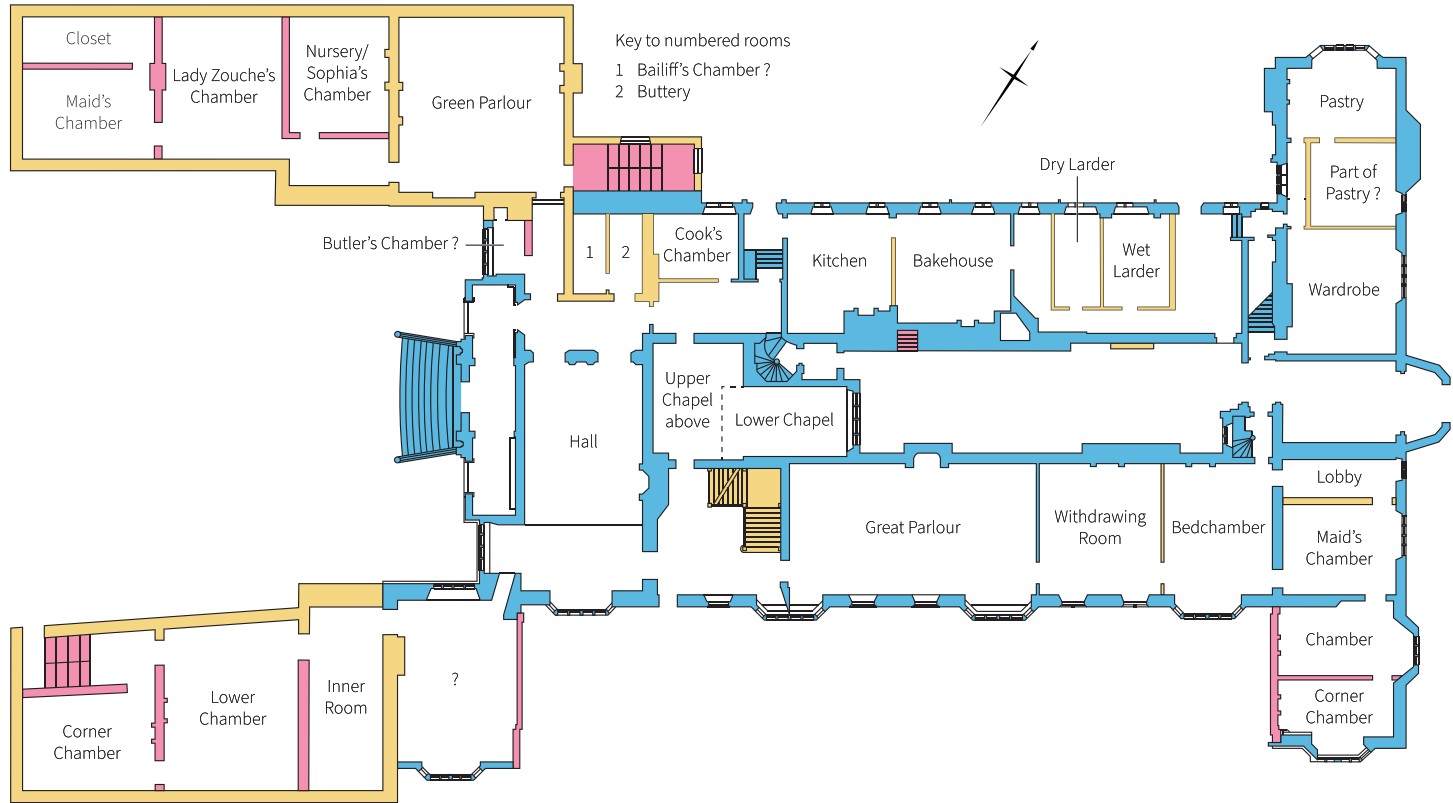 Closet
Maid's
Chamber
Lady Zouche's
Chamber
Nursery/
Sophia's
Chamber
Green Parlour
Key to numbered rooms
1 Bailiff's Chamber ?
2 Buttery
Pastry
Part of
Pastry ?
Dry Larder
Butler's Chamber ?
1
2
Cook's
Chamber
Kitchen
Bakehouse
Wet
Larder
Wardrobe
Upper
Chapel
above
Lower Chapel
Hall
Great Parlour
Withdrawing
Room
Bedchamber
Lobby
Maid's
Chamber
Chamber
Corner
Chamber
?
Inner
Room
Lower
Chamber
Corner
Chamber